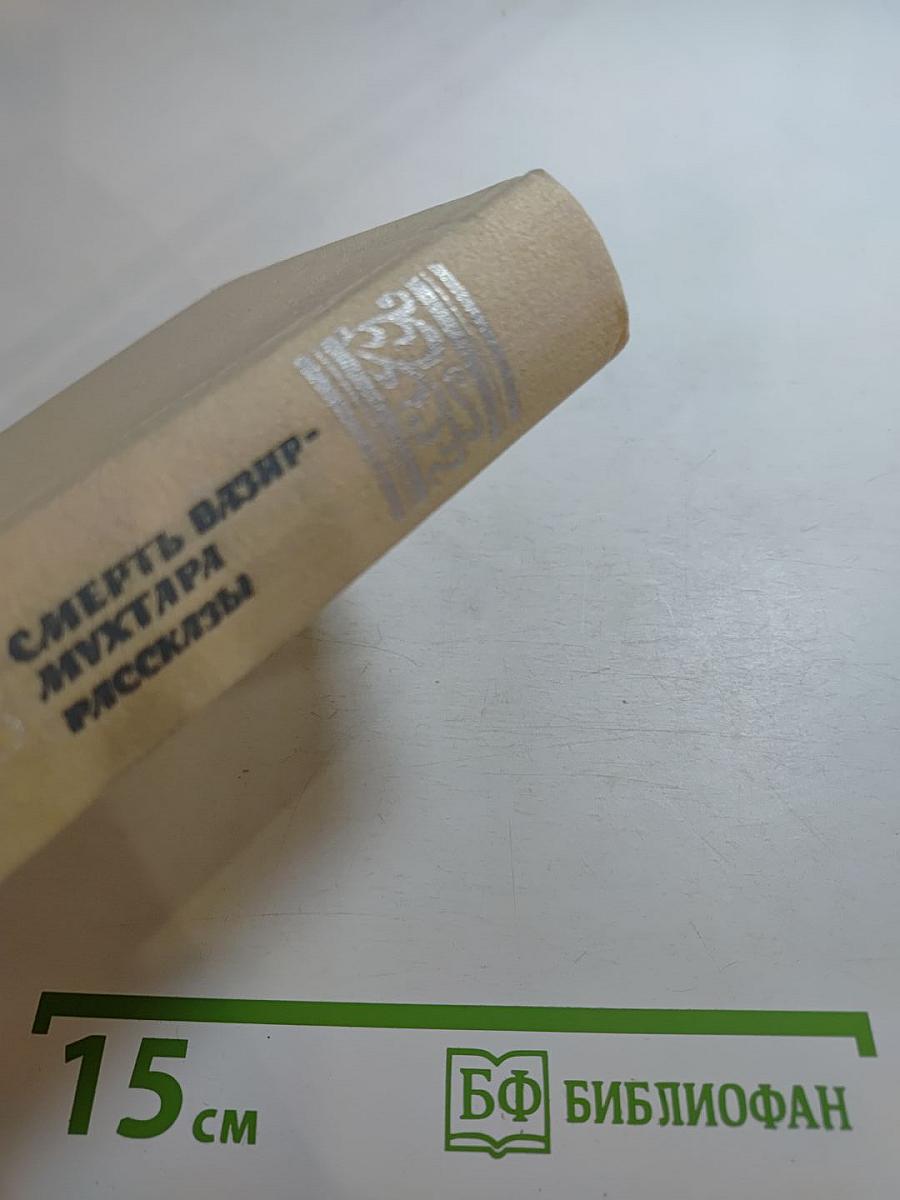 СМЕРТЬ ВАЗИР-
МУХТАРА
РАССКАЗЫ
15 см
БФ БИБЛИОФАН